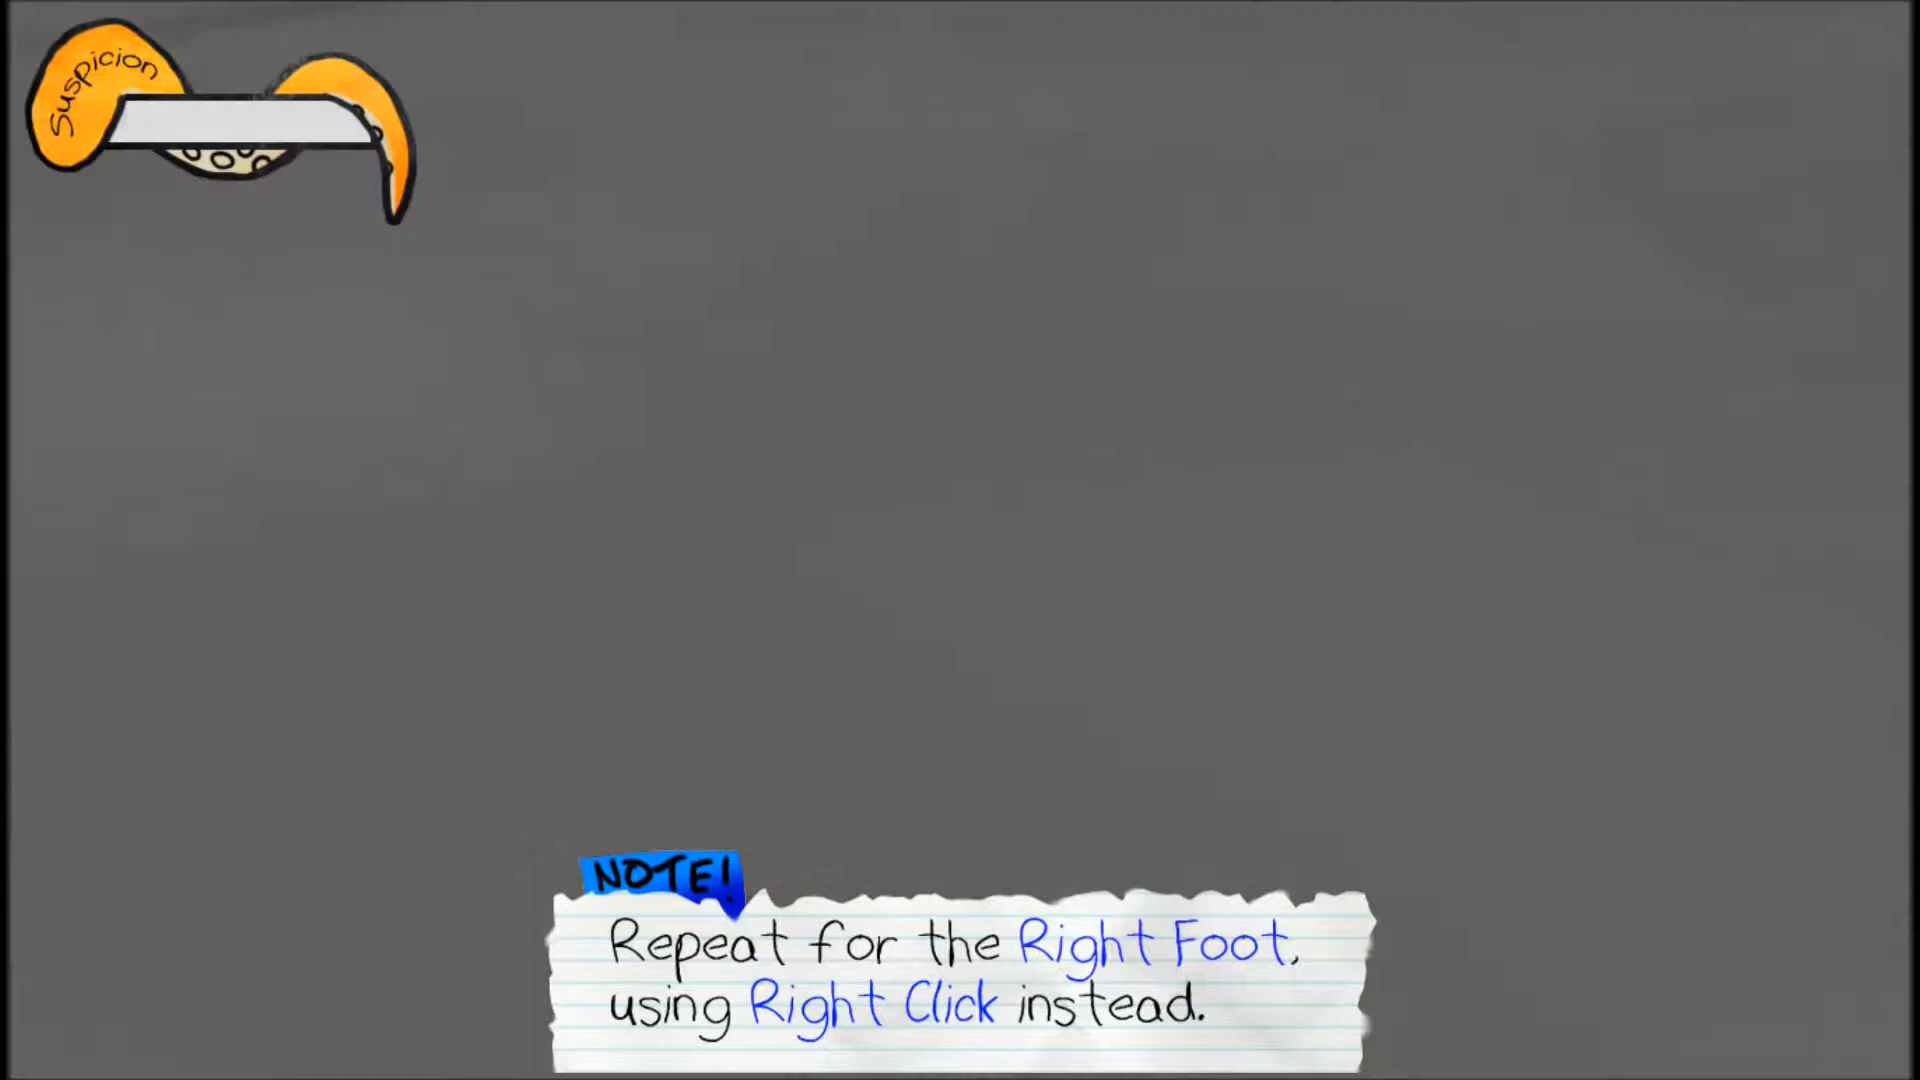 Suspicion
NOTE!
Repeat for the Right Foot,
using Right Click instead.